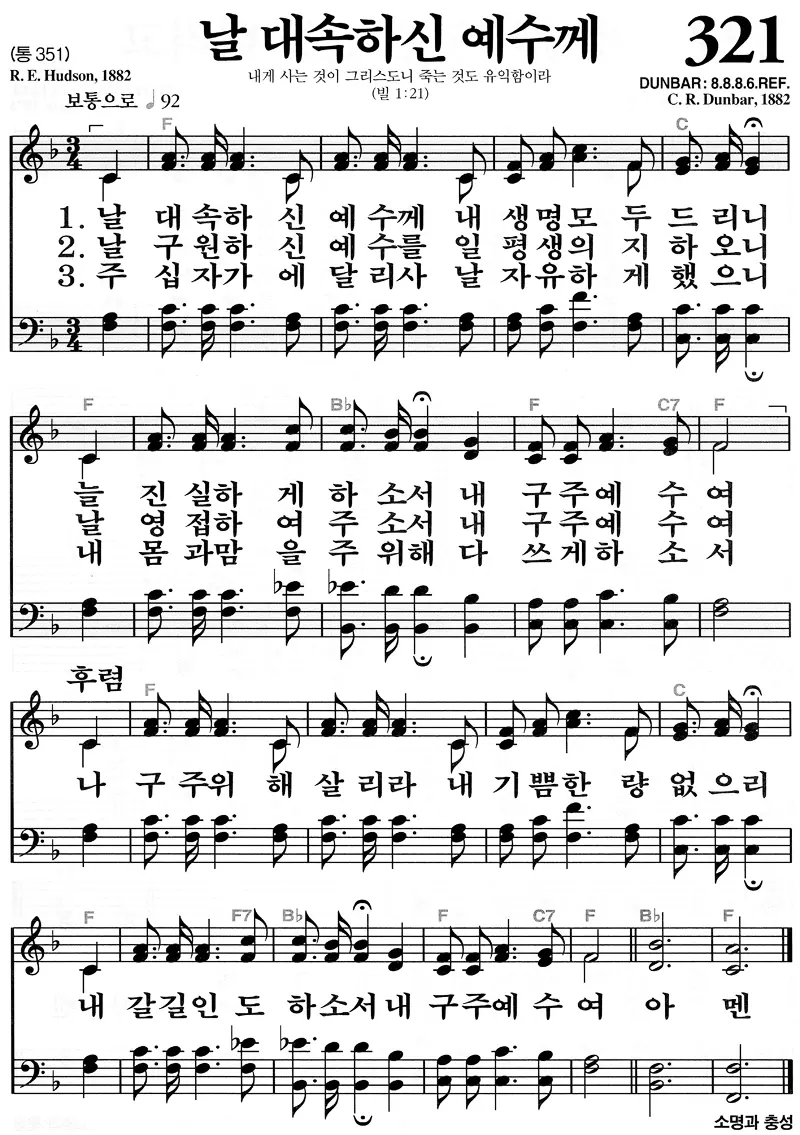 날 대속하신 예수께
321
(통 351)
R. E. Hudson, 1882
내게 사는 것이 그리스도니 죽는 것도 유익함이라
(빌 1:21)
DUNBAR: 8.8.8.6.REF.
C. R. Dunbar, 1882
보통으로 ♩92
F C
1. 날 대 속하 신 예 수께 내 생명모 두 드 리니
2. 날 구 원하 신 예 수를 일 평생의 지 하 오니
3. 주 십 자가 에 달 리사 날 자유하 게 했 으니
F B♭ F C7 F
늘 진 실하 게 하 소서 내 구 주예 수 여
날 영 접하 여 주 소서 내 구 주예 수 여
내 몸 과맘 을 주 위해 다 쓰 게하 소 서
후렴
F C
나 구 주위 해 살 리라 내 기 쁨한 량 없 으리
F F7 B♭ F C7 F B♭ F
내 갈길인 도 하 소서내 구주예 수 여 아 멘
소명과 충성